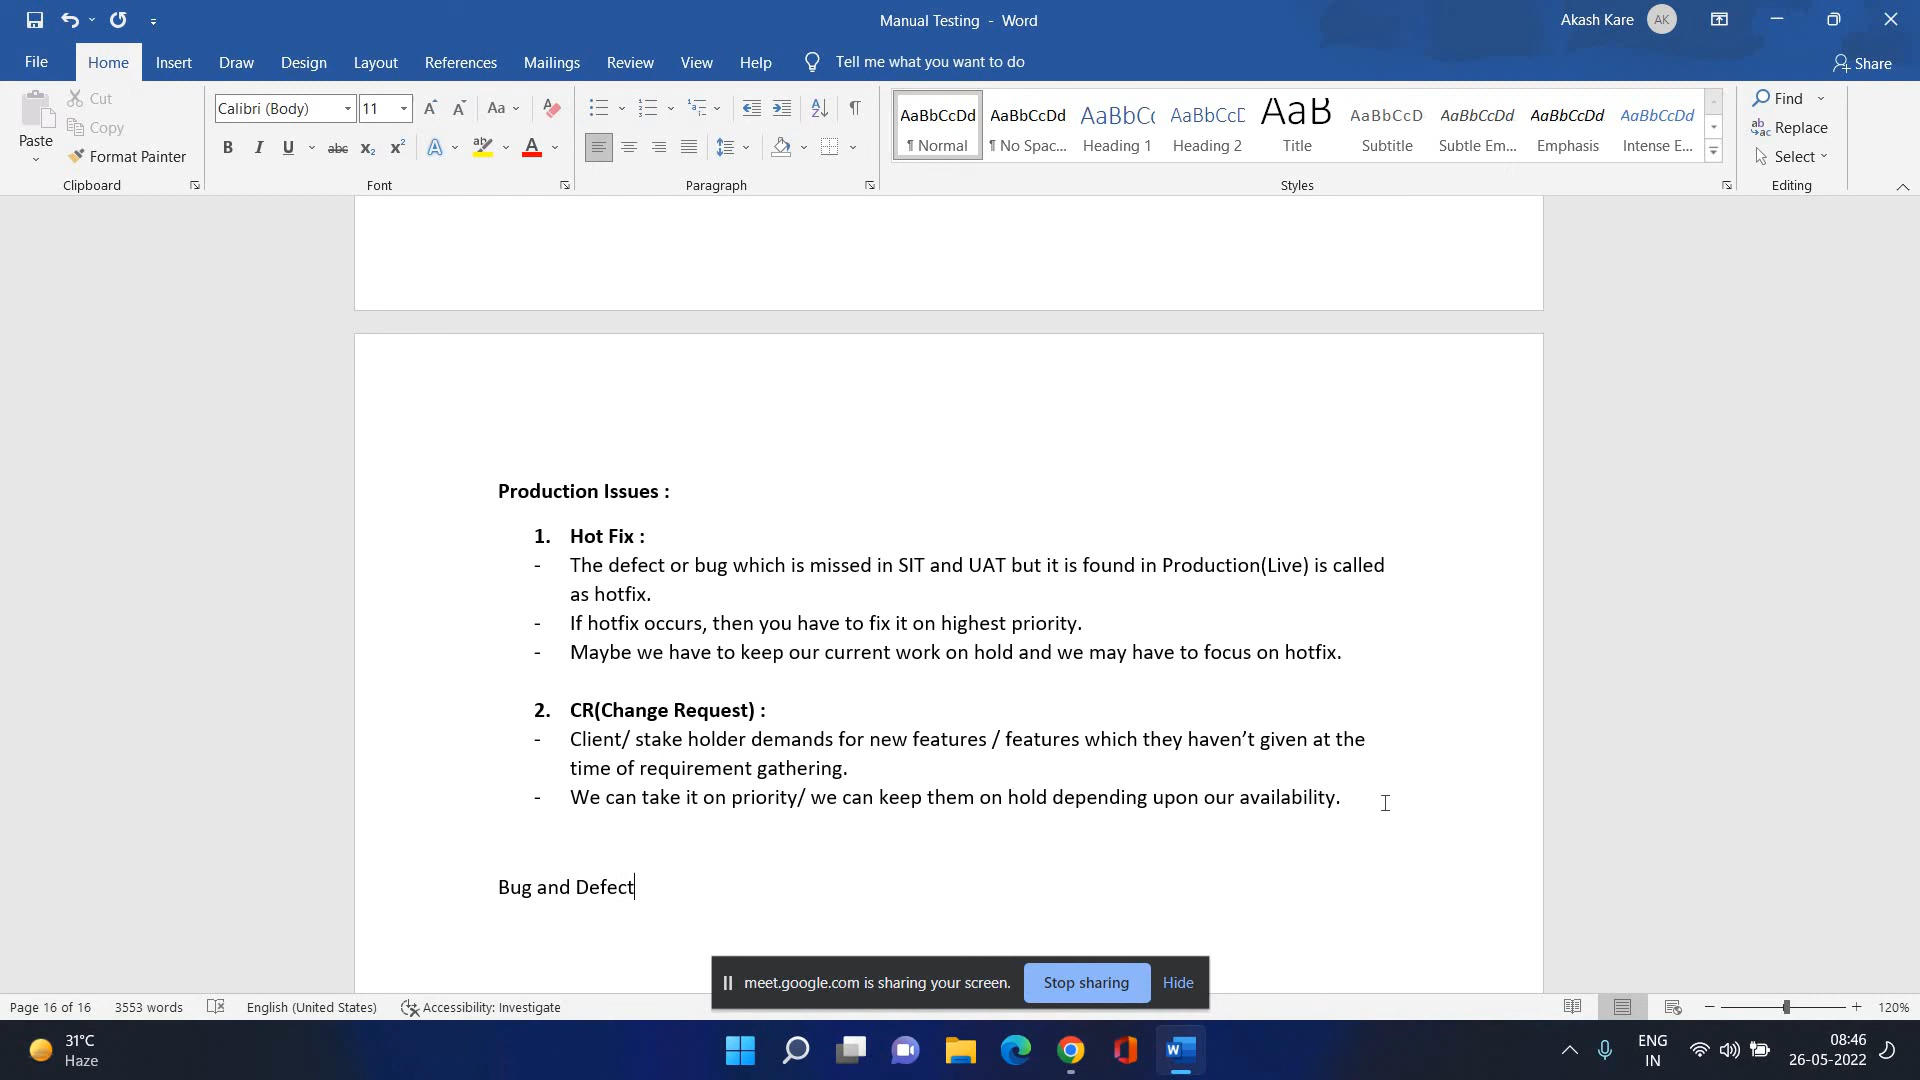 Manual Testing - Word
Akash Kare AK
File Home Insert Draw Design Layout References Mailings Review View Help Tell me what you want to do Share
Paste
Cut
Copy
Format Painter
Clipboard
Calibri (Body) 11
Font
Paragraph
AaBbCcDd ¶ Normal
AaBbCcDd ¶ No Spac...
AaBbCc Heading 1
AaBbCcC Heading 2
AaB Title
AaBbCcD Subtitle
AaBbCcDd Subtle Em...
AaBbCcDd Emphasis
AaBbCcDd Intense E...
Styles
Find
Replace
Select
Editing
Production Issues :
1. Hot Fix :
- The defect or bug which is missed in SIT and UAT but it is found in Production(Live) is called
as hotfix.
- If hotfix occurs, then you have to fix it on highest priority.
- Maybe we have to keep our current work on hold and we may have to focus on hotfix.
2. CR(Change Request) :
- Client/ stake holder demands for new features / features which they haven’t given at the
time of requirement gathering.
- We can take it on priority/ we can keep them on hold depending upon our availability.
Bug and Defect
meet.google.com is sharing your screen. Stop sharing Hide
Page 16 of 16 3553 words English (United States) Accessibility: Investigate 120%
31°C
Haze
ENG
IN
08:46
26-05-2022